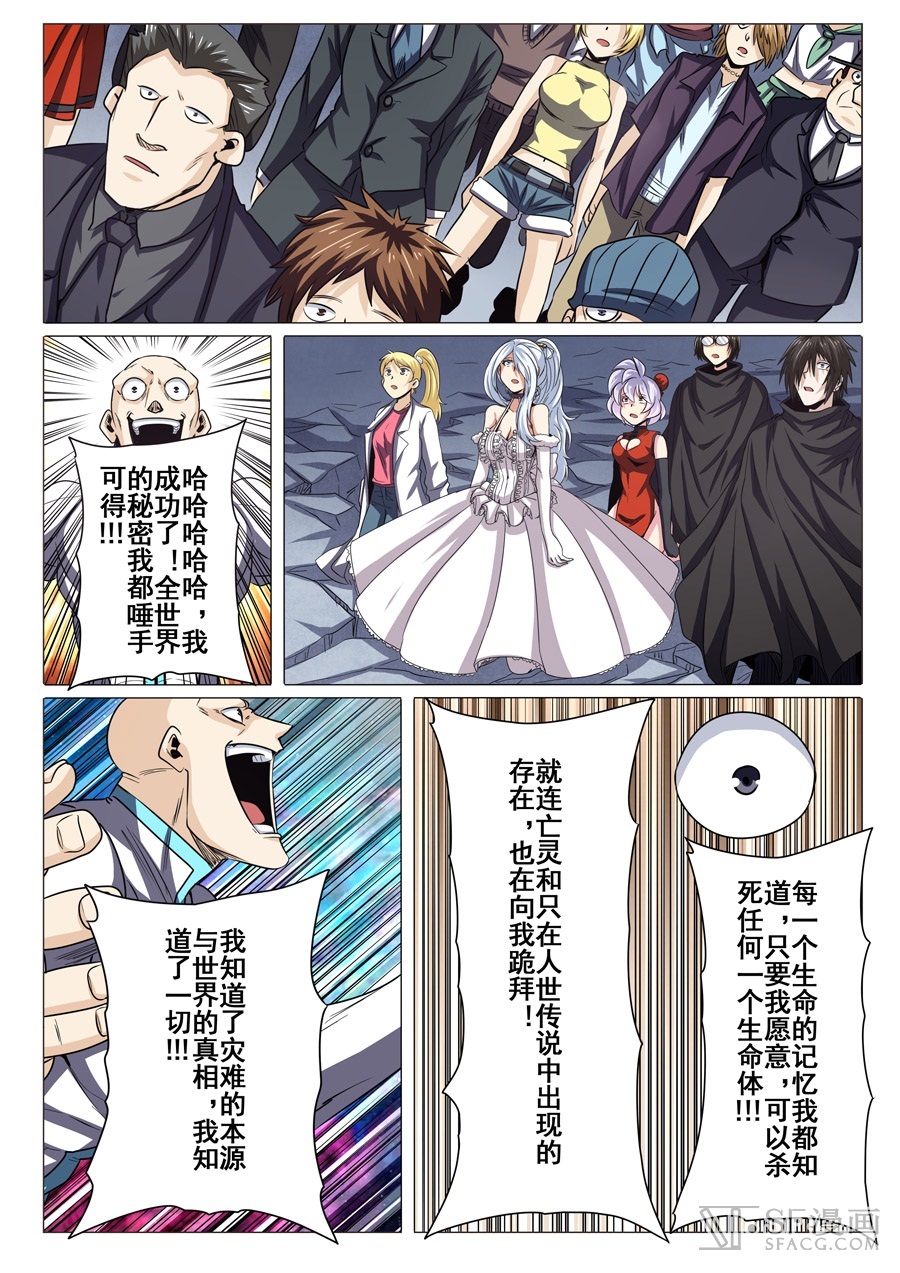 哈哈哈哈哈，我
成功了！全世界
的秘密我都唾手
可得!!!
每一个生命的记忆我都知
道，只要我愿意，可以杀
死任何一个生命体!!!
就连亡灵和只在人世传说中出现的
存在，也在向我跪拜！
我知道了灾难的本源
与世界的真相，我知
道了一切!!!
SF漫画
SFACG.COM